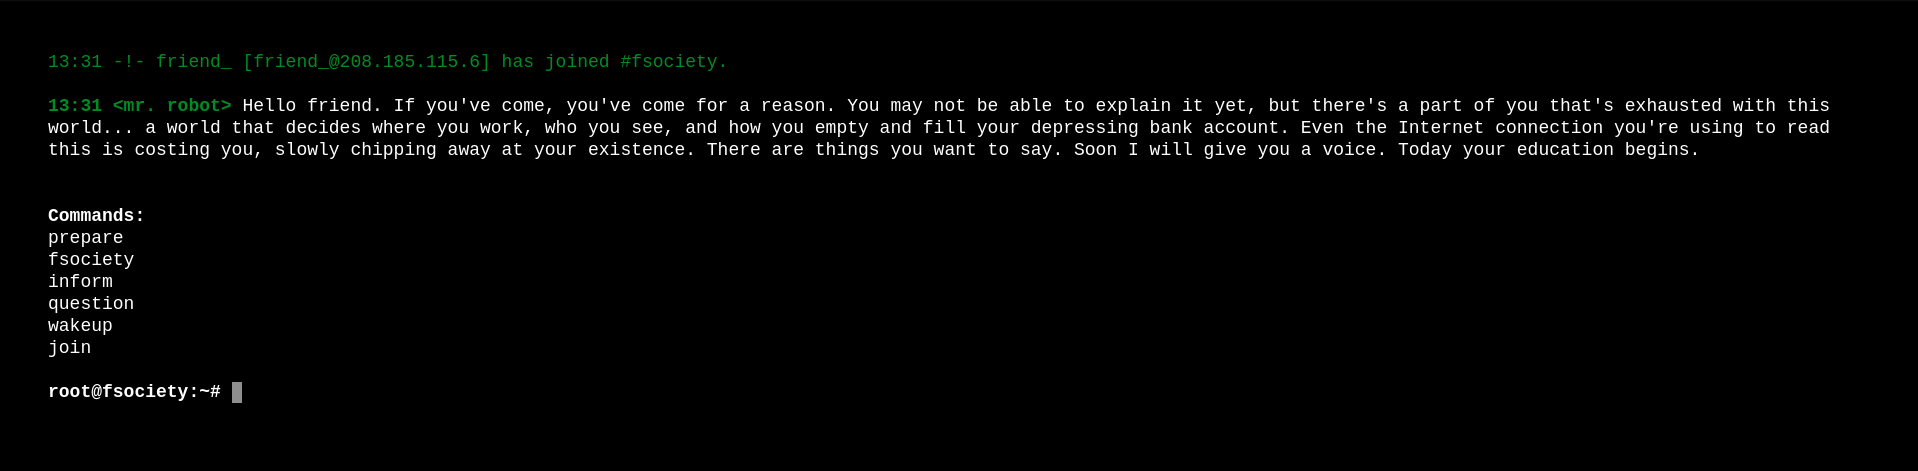 13:31 -!- friend_ [friend_@208.185.115.6] has joined #fsociety.
13:31 <mr. robot> Hello friend. If you've come, you've come for a reason. You may not be able to explain it yet, but there's a part of you that's exhausted with this
world... a world that decides where you work, who you see, and how you empty and fill your depressing bank account. Even the Internet connection you're using to read
this is costing you, slowly chipping away at your existence. There are things you want to say. Soon I will give you a voice. Today your education begins.
Commands:
prepare
fsociety
inform
question
wakeup
join
root@fsociety:~#